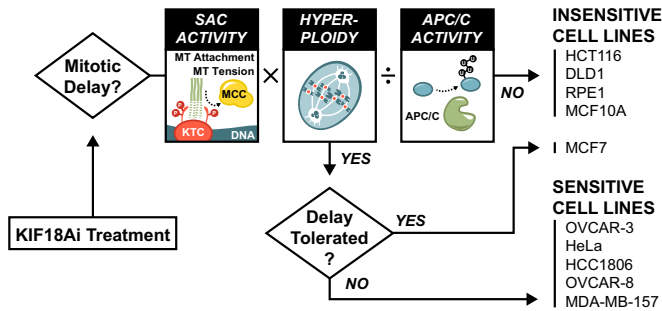 SAC
ACTIVITY
HYPER-
PLOIDY
APC/C
ACTIVITY
INSENSITIVE
CELL LINES
HCT116
DLD1
RPE1
MCF10A
Mitotic
Delay?
MT Attachment
MT Tension
MCC
P
P
P
P
KTC
DNA
×
÷
U
U
U
APC/C
NO
YES
MCF7
KIF18Ai Treatment
Delay
Tolerated
?
YES
NO
SENSITIVE
CELL LINES
OVCAR-3
HeLa
HCC1806
OVCAR-8
MDA-MB-157